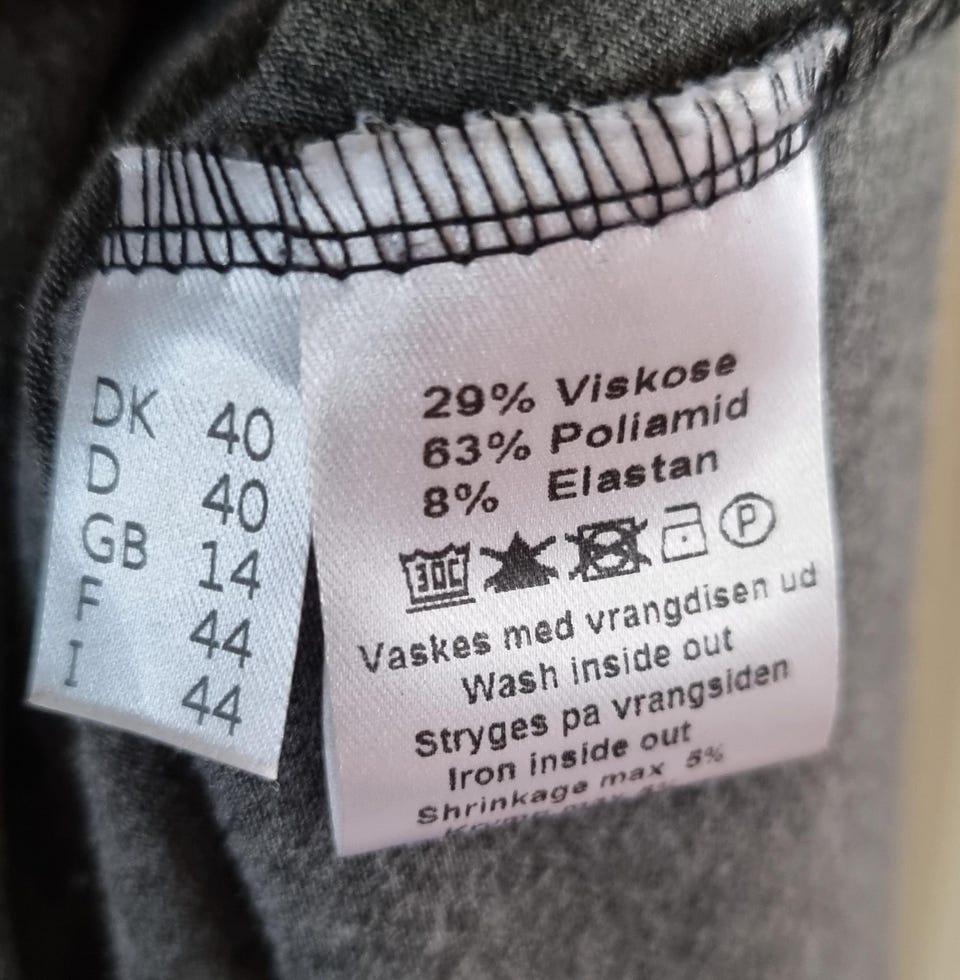 DK 40
D 40
GB 14
F 44
I 44
29% Viskose
63% Poliamid
8% Elastan
30C P
Vaskes med vrangdisen ud
Wash inside out
Stryges pa vrangsiden
Iron inside out
Shrinkage max 5%